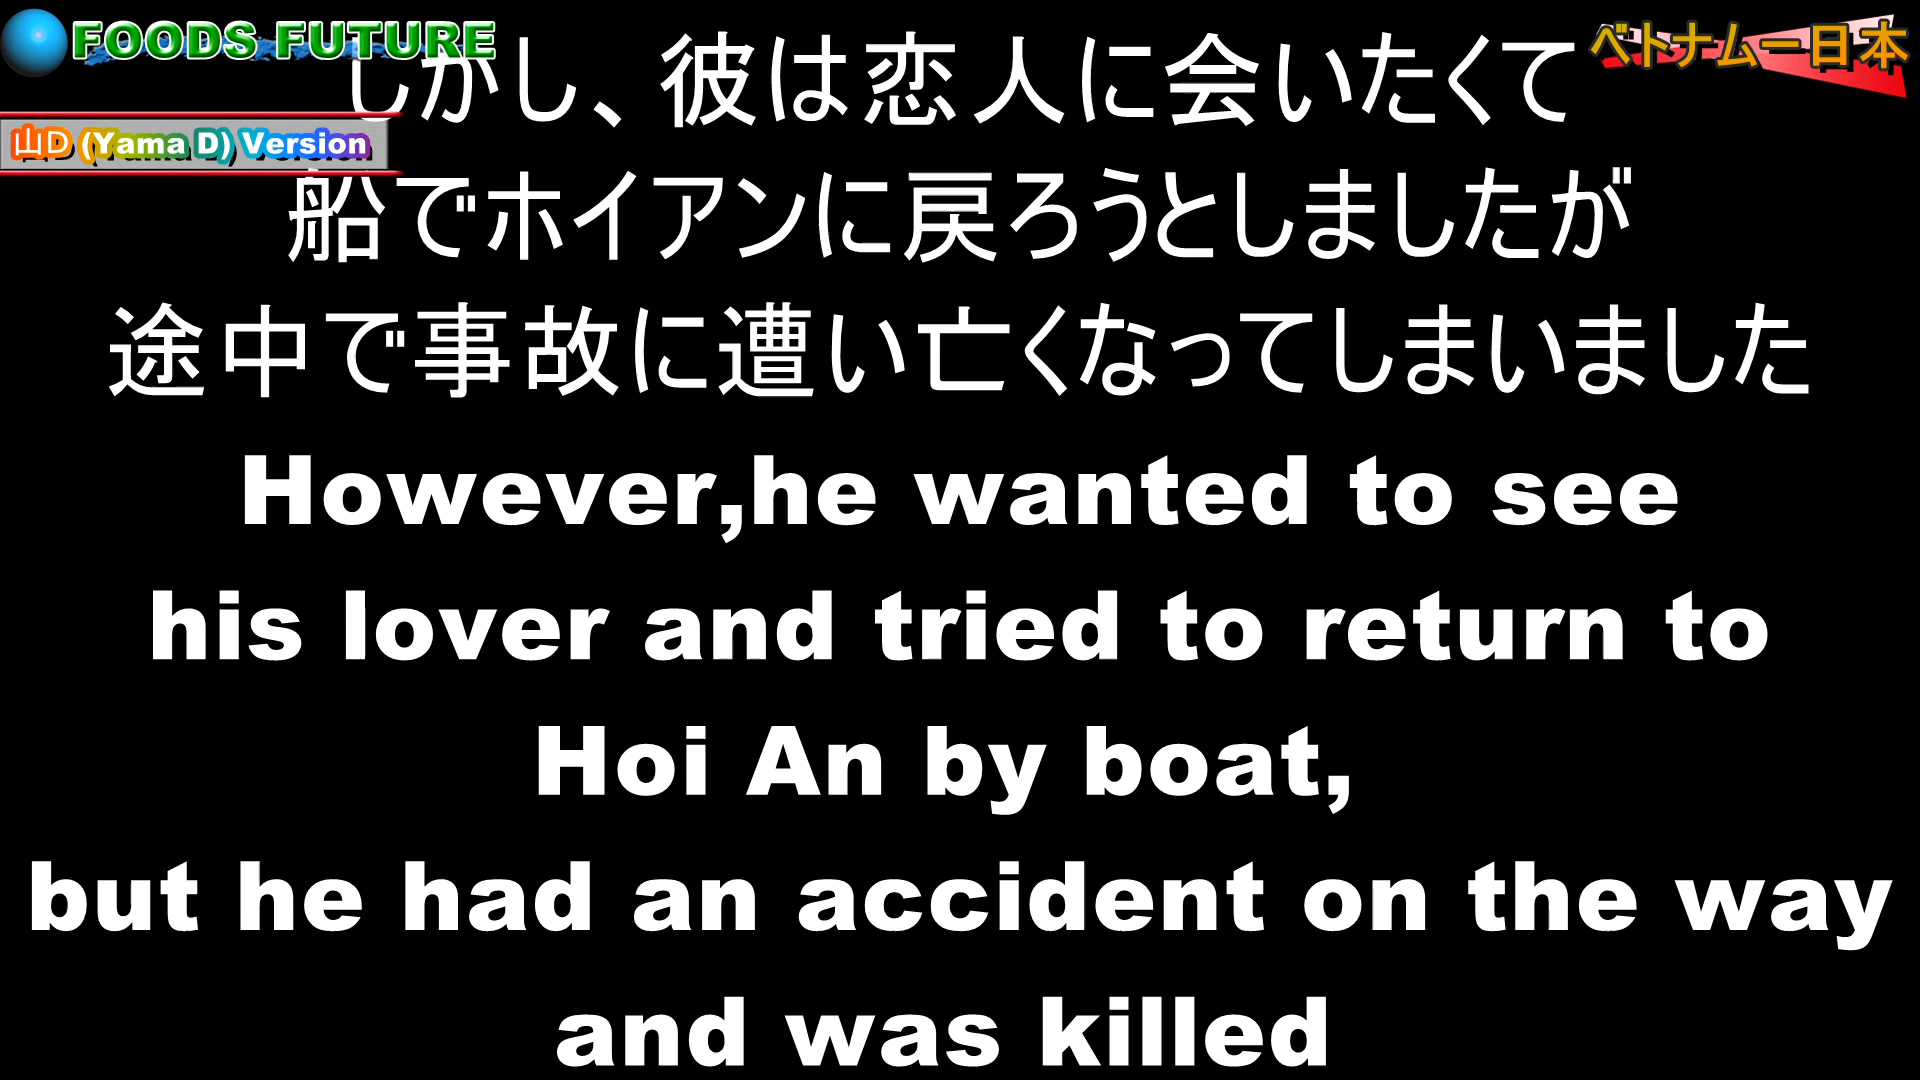 FOODS FUTURE
ベトナムー日本
しかし、彼は恋人に会いたくて
山D (Yama D) Version
船でホイアンに戻ろうとしましたが
途中で事故に遭い亡くなってしまいました
However,he wanted to see
his lover and tried to return to
Hoi An by boat,
but he had an accident on the way
and was killed